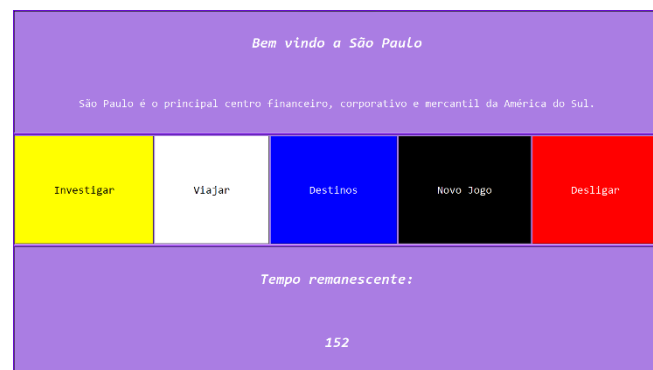 Bem vindo a São Paulo
São Paulo é o principal centro financeiro, corporativo e mercantil da América do Sul.
Investigar
Viajar
Destinos
Novo Jogo
Desligar
Tempo remanescente:
152